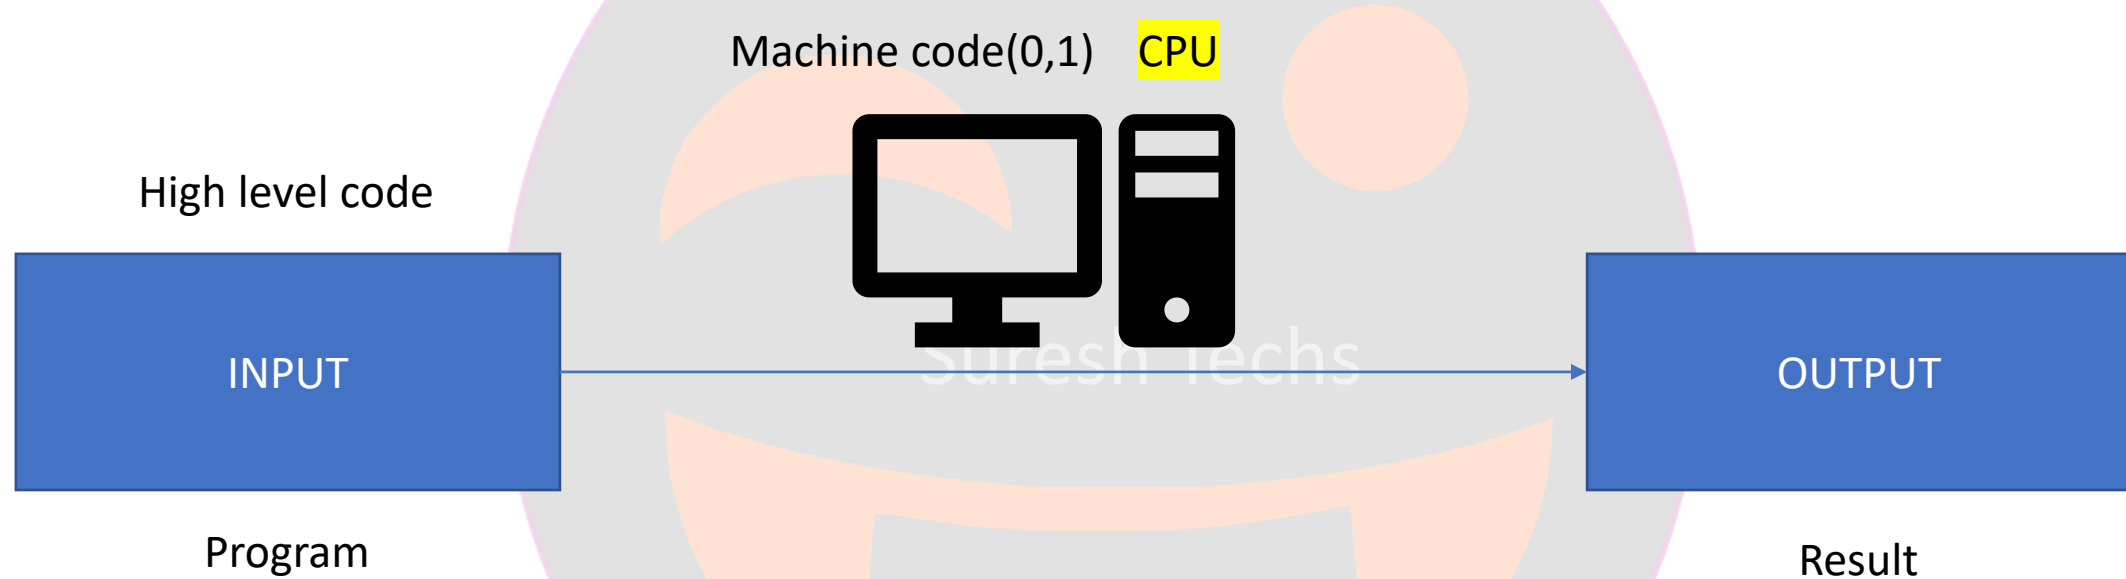 Machine code(0,1) CPU
High level code
INPUT
Suresh Techs
OUTPUT
Program
Result